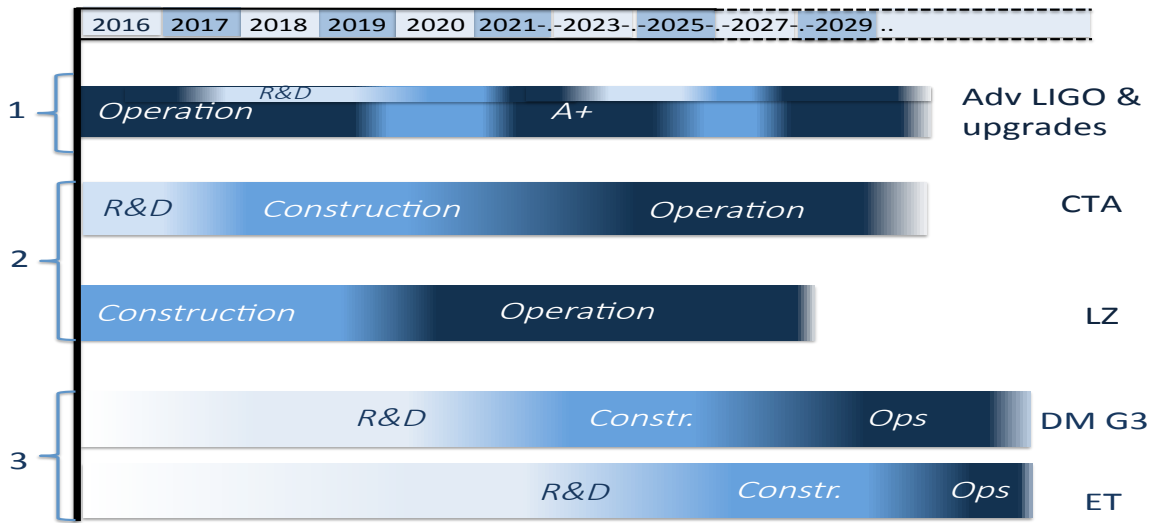 2016 2017 2018 2019 2020 2021-.-2023-.-2025-.-2027-.-2029 ..
1
R&D
Operation
A+
Adv LIGO &
upgrades
2
R&D Construction Operation
CTA
Construction Operation
LZ
3
R&D Constr. Ops
DM G3
R&D Constr. Ops
ET